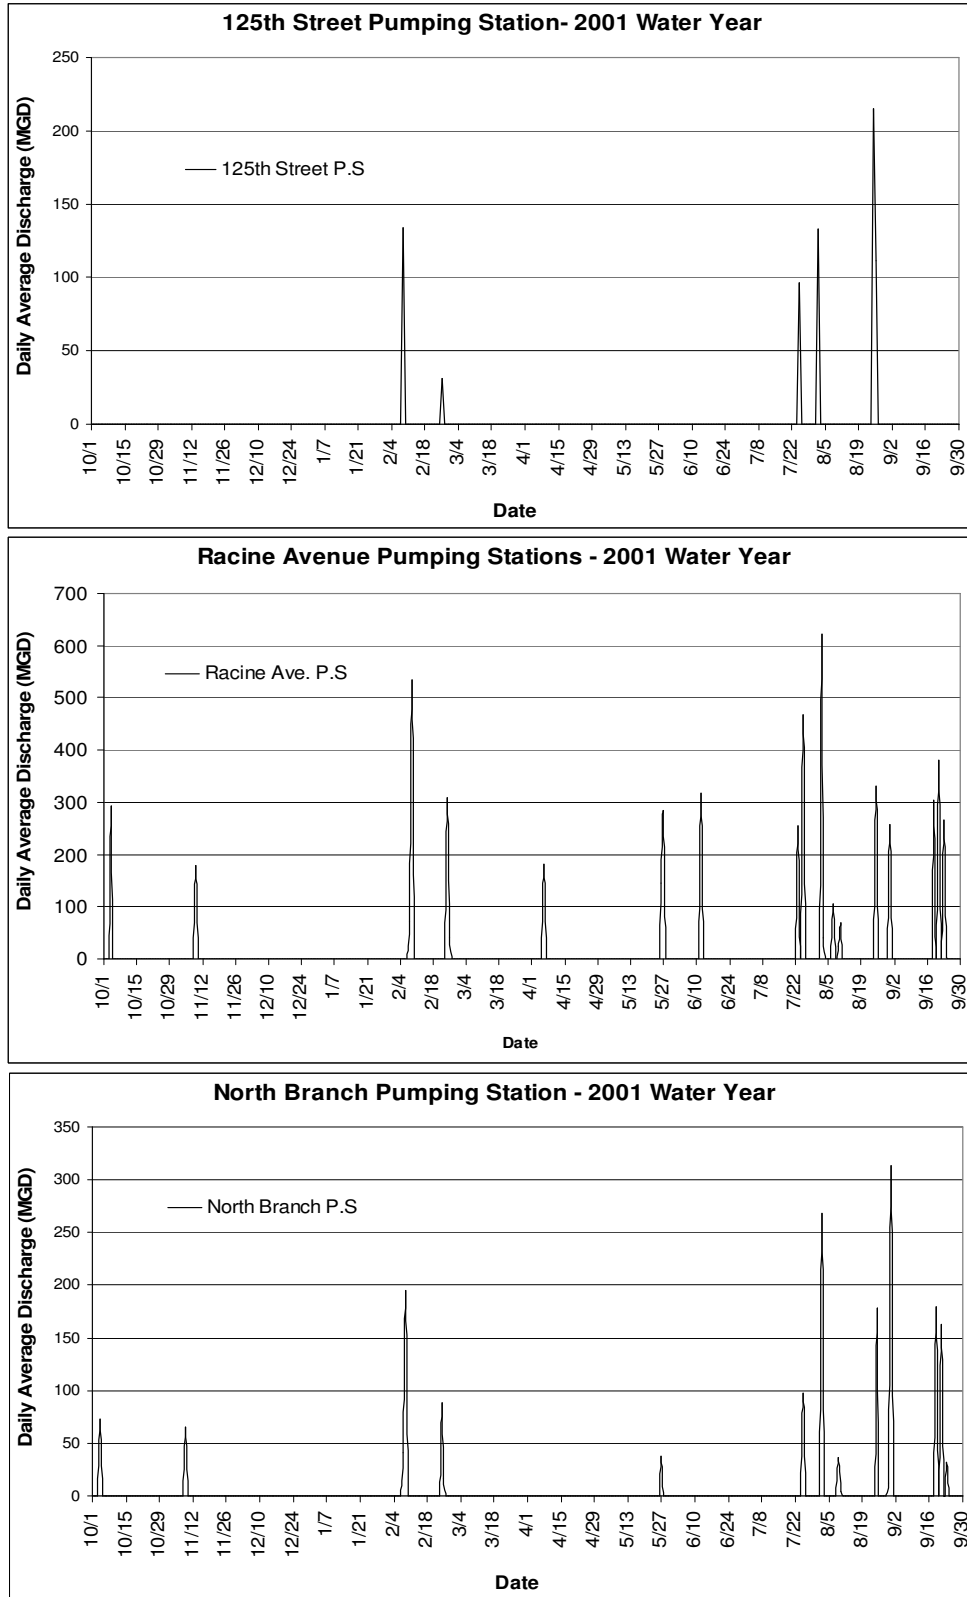 125th Street Pumping Station- 2001 Water Year
Daily Average Discharge (MGD)
250
200
150
100
50
0
125th Street P.S
10/1 10/15 10/29 11/12 11/26 12/10 12/24 1/7 1/21 2/4 2/18 3/4 3/18 4/1 4/15 4/29 5/13 5/27 6/10 6/24 7/8 7/22 8/5 8/19 9/2 9/16 9/30
Date
Racine Avenue Pumping Stations - 2001 Water Year
Daily Average Discharge (MGD)
700
600
500
400
300
200
100
0
Racine Ave. P.S
10/1 10/15 10/29 11/12 11/26 12/10 12/24 1/7 1/21 2/4 2/18 3/4 3/18 4/1 4/15 4/29 5/13 5/27 6/10 6/24 7/8 7/22 8/5 8/19 9/2 9/16 9/30
Date
North Branch Pumping Station - 2001 Water Year
Daily Average Discharge (MGD)
350
300
250
200
150
100
50
0
North Branch P.S
10/1 10/15 10/29 11/12 11/26 12/10 12/24 1/7 1/21 2/4 2/18 3/4 3/18 4/1 4/15 4/29 5/13 5/27 6/10 6/24 7/8 7/22 8/5 8/19 9/2 9/16 9/30
Date